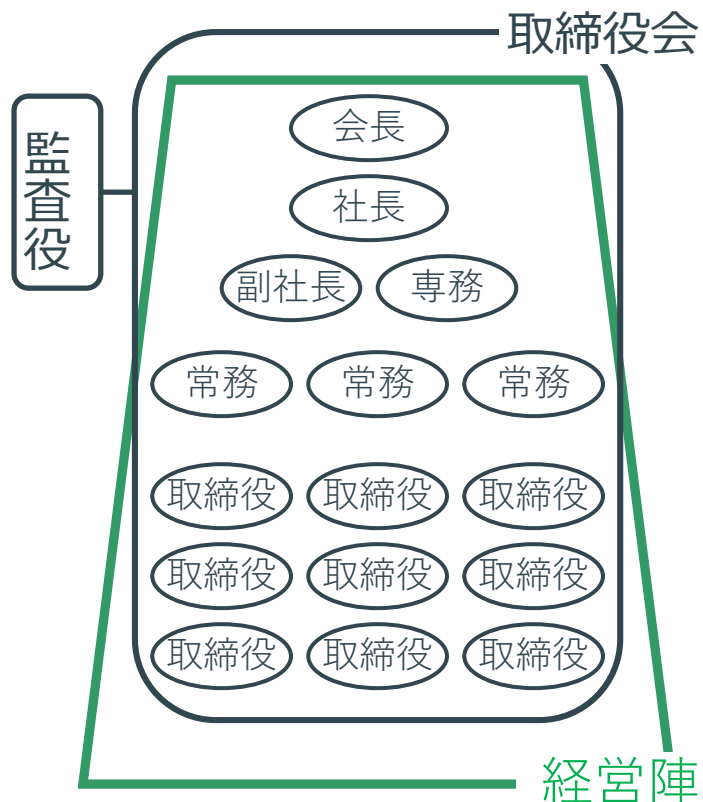 取締役会
監査役
会長
社長
副社長 専務
常務 常務 常務
取締役 取締役 取締役
取締役 取締役 取締役
取締役 取締役 取締役
経営陣